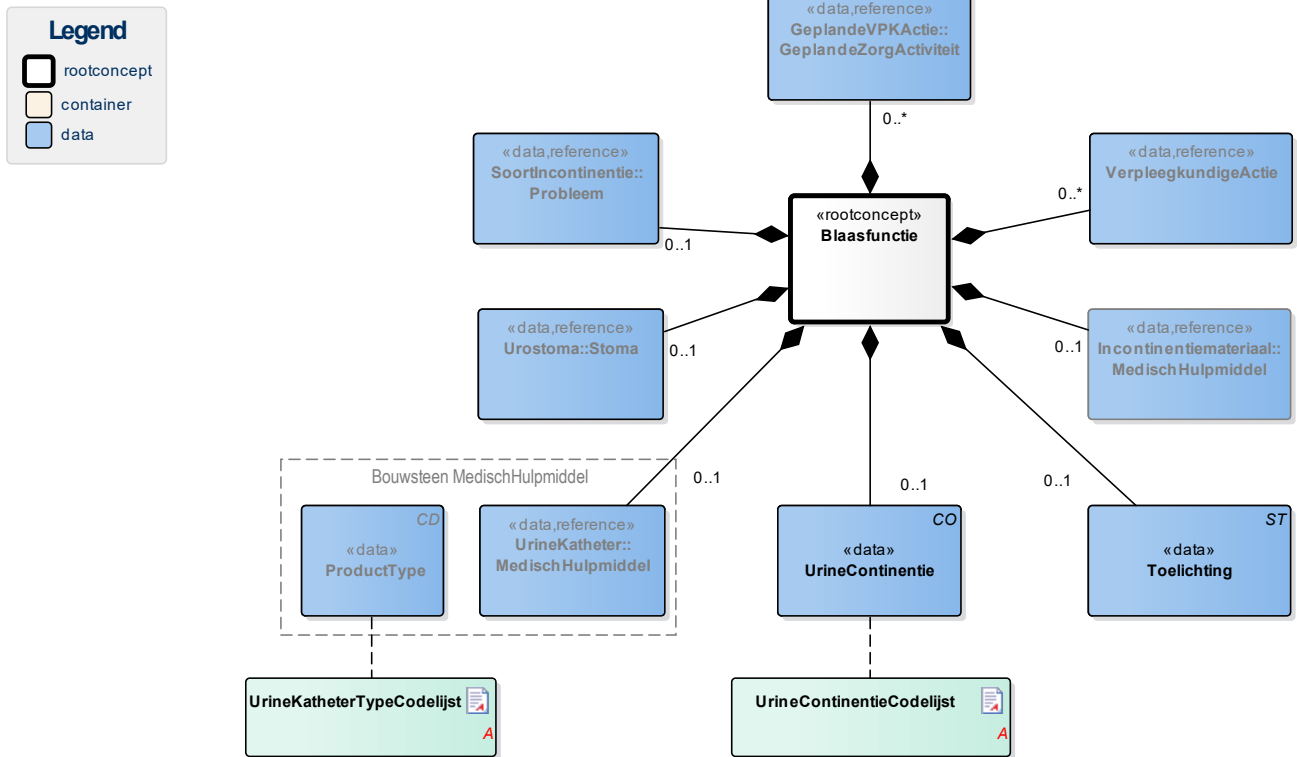 Legend
rootconcept
container
data
«data,reference»
GeplandeVPKActie::
GeplandeZorgActiviteit
0..*
«data,reference»
SoortIncontinentie::
Probleem
0..1
«rootconcept»
Blaasfunctie
«data,reference»
VerpleegkundigeActie
0..*
«data,reference»
Urostoma::Stoma
0..1
«data,reference»
Incontinentiemateriaal::
MedischHulpmiddel
0..1
Bouwsteen MedischHulpmiddel
0..1
0..1
0..1
CD
«data»
ProductType
«data,reference»
UrineKatheter::
MedischHulpmiddel
CO
«data»
UrineContinentie
ST
«data»
Toelichting
UrineKatheterTypeCodelijst
A
UrineContinentieCodelijst
A